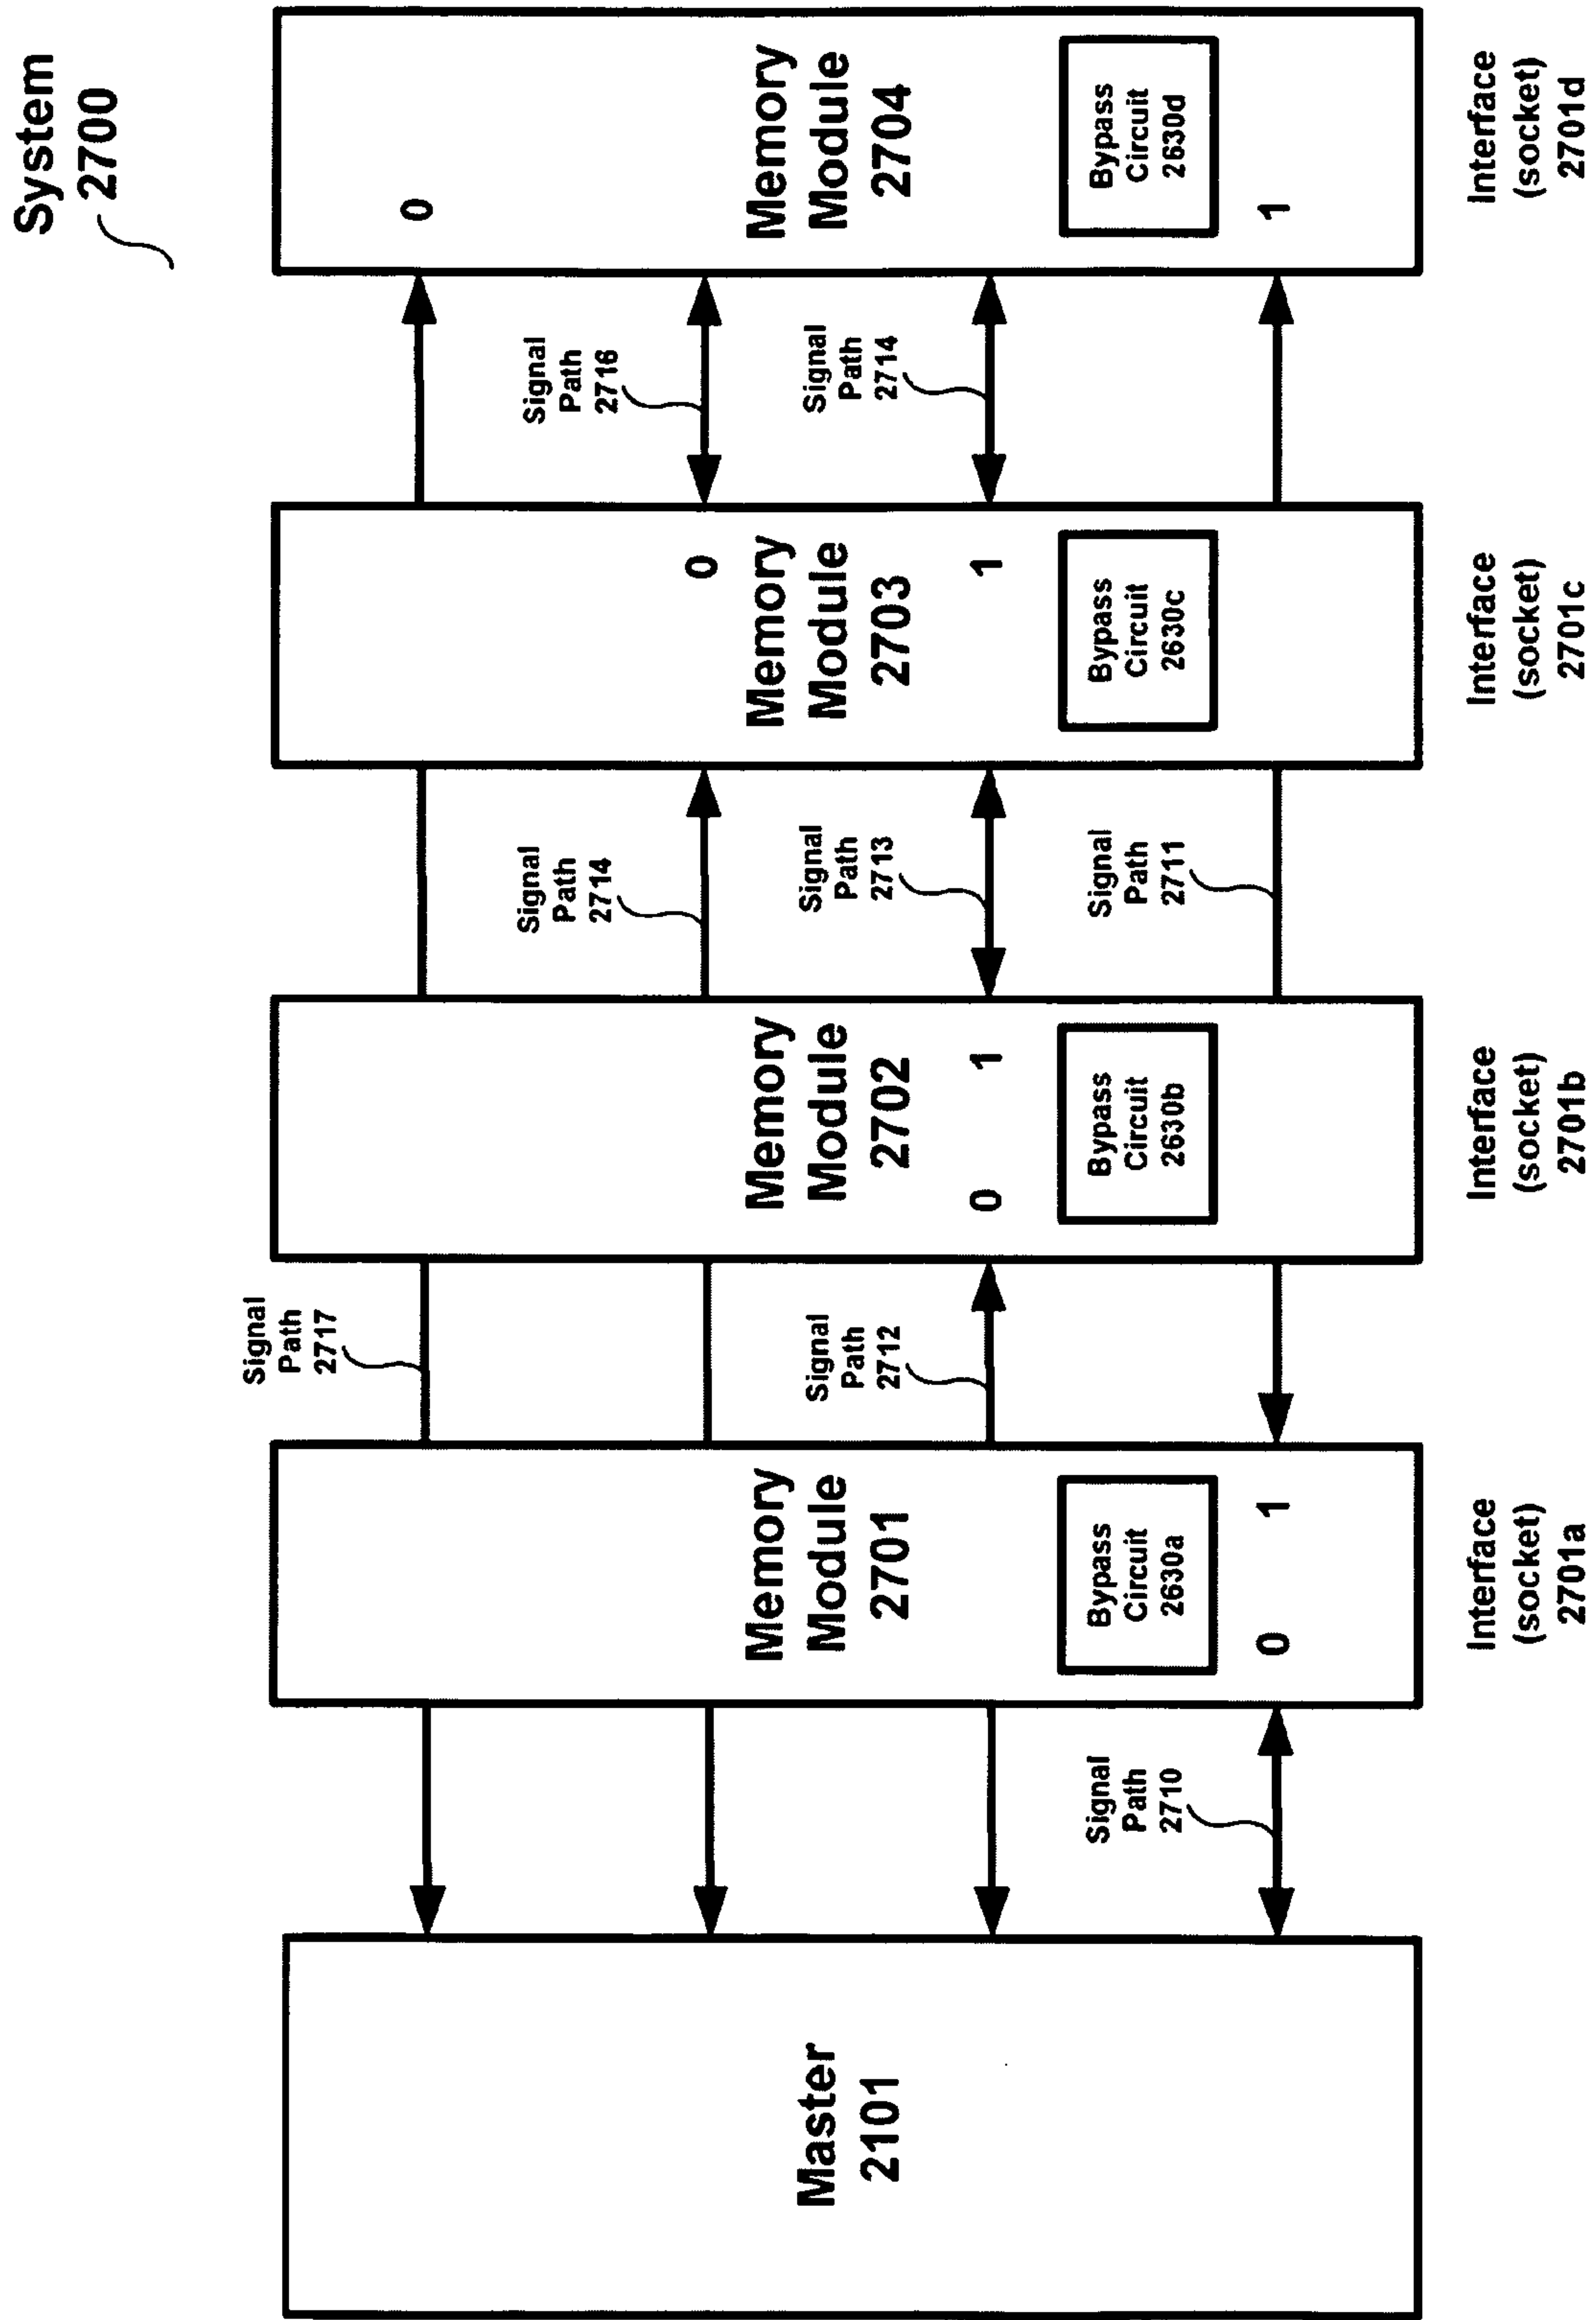 System
2700
Master
2101
Memory
Module
2701
Bypass
Circuit
2630a
0
1
Interface
(socket)
2701a
Memory
Module
2702
0
1
Bypass
Circuit
2630b
Interface
(socket)
2701b
Memory
Module
2703
0
1
Bypass
Circuit
2630c
Interface
(socket)
2701c
Memory
Module
2704
0
Bypass
Circuit
2630d
1
Interface
(socket)
2701d
Signal
Path
2710
Signal
Path
2717
Signal
Path
2712
Signal
Path
2714
Signal
Path
2713
Signal
Path
2711
Signal
Path
2716
Signal
Path
2714